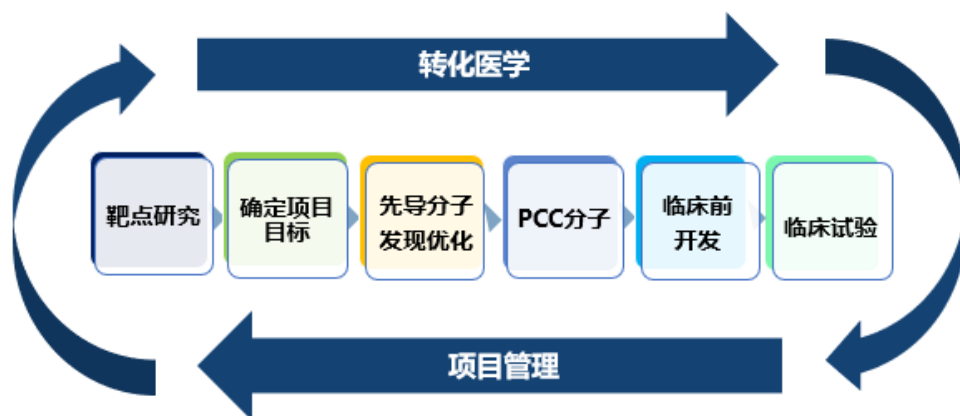 转化医学
靶点研究
确定项目
目标
先导分子
发现优化
PCC分子
临床前
开发
临床试验
项目管理